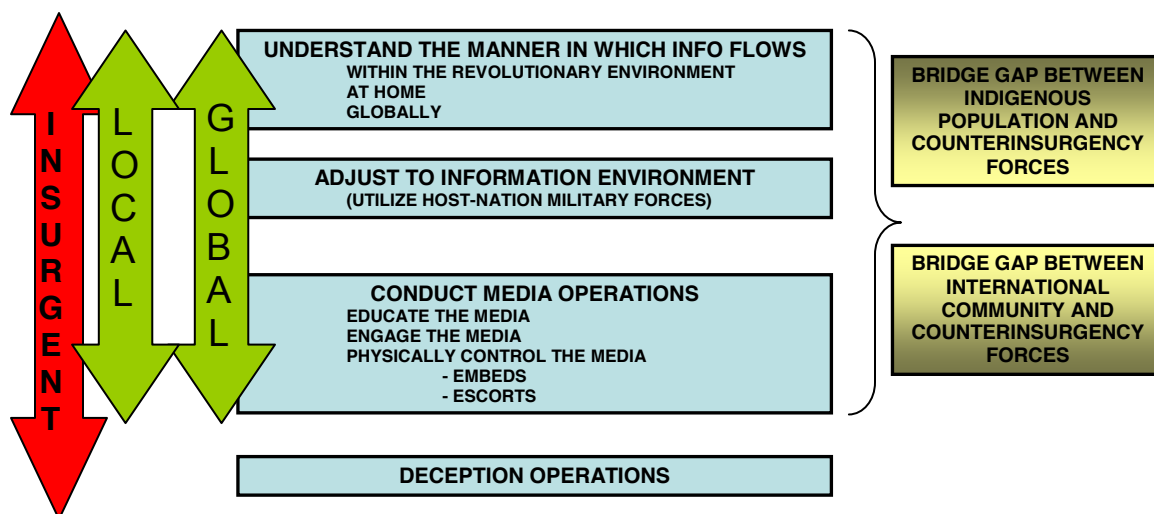 INSURGENT
LOCAL
GLOBAL
UNDERSTAND THE MANNER IN WHICH INFO FLOWS
WITHIN THE REVOLUTIONARY ENVIRONMENT
AT HOME
GLOBALLY
ADJUST TO INFORMATION ENVIRONMENT
(UTILIZE HOST-NATION MILITARY FORCES)
CONDUCT MEDIA OPERATIONS
EDUCATE THE MEDIA
ENGAGE THE MEDIA
PHYSICALLY CONTROL THE MEDIA
- EMBEDS
- ESCORTS
DECEPTION OPERATIONS
BRIDGE GAP BETWEEN
INDIGENOUS
POPULATION AND
COUNTERINSURGENCY
FORCES
BRIDGE GAP BETWEEN
INTERNATIONAL
COMMUNITY AND
COUNTERINSURGENCY
FORCES